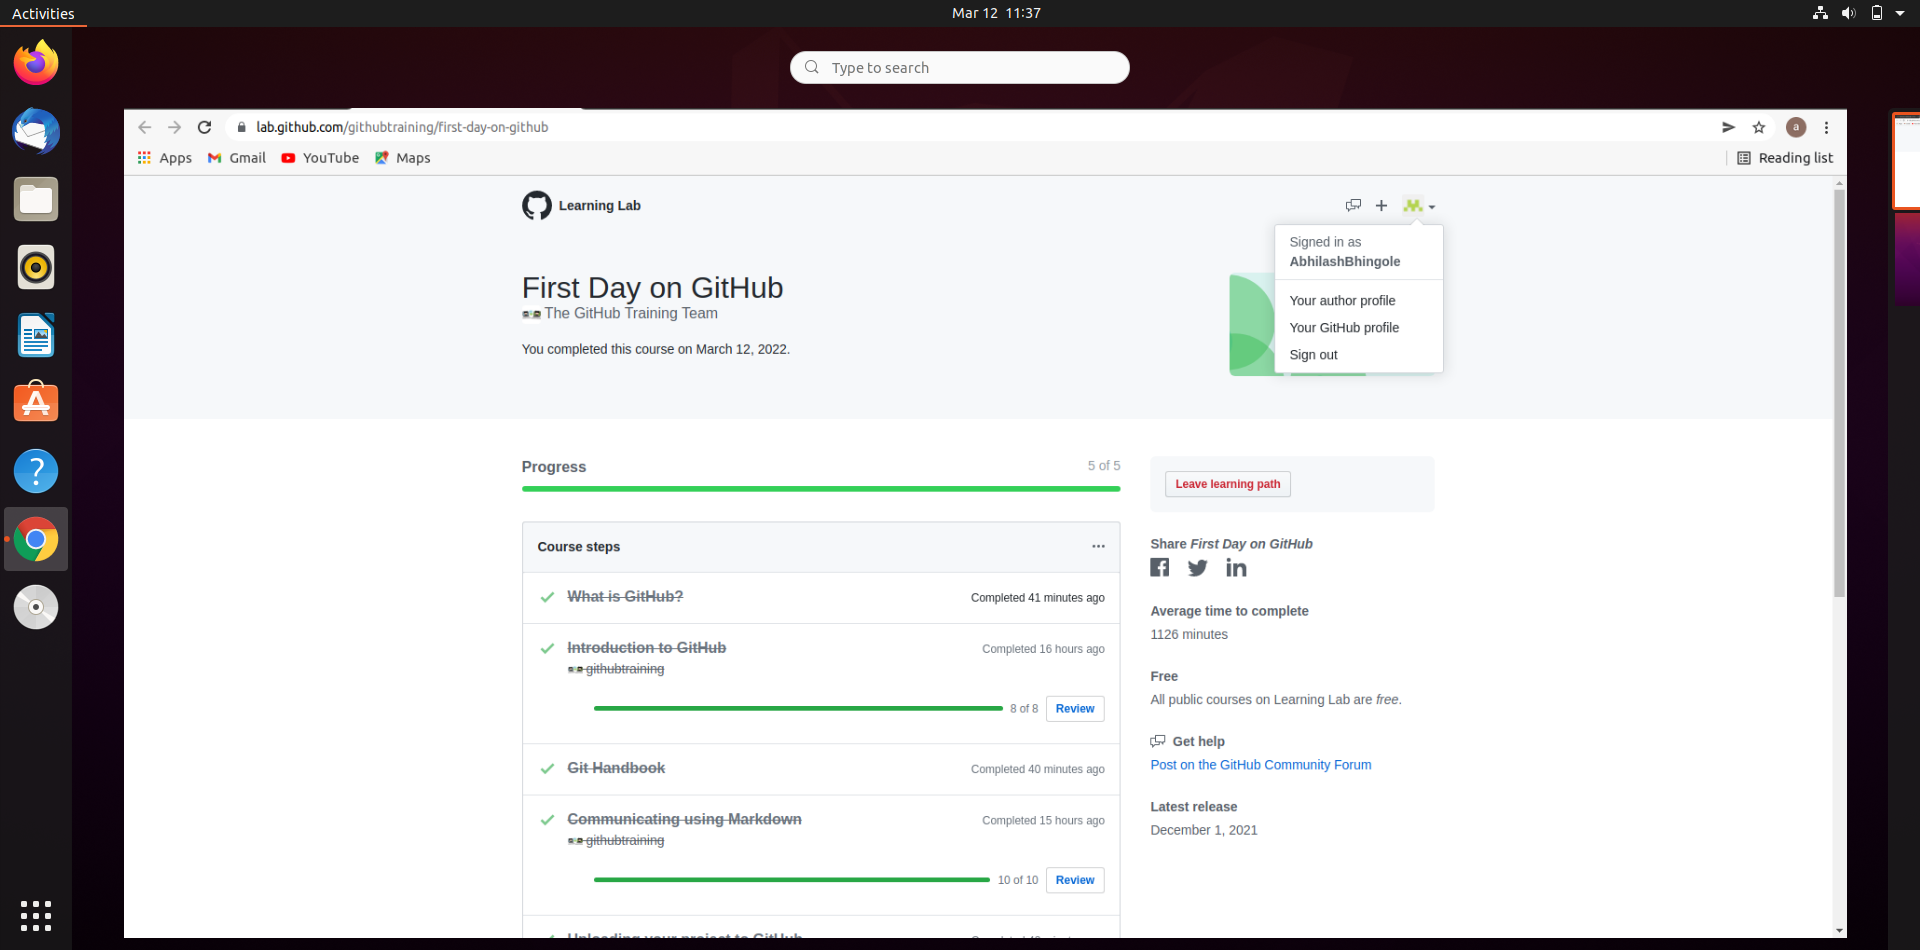 Activities
Mar 12 11:37
Type to search
lab.github.com/githubtraining/first-day-on-github
a
Apps
Gmail
YouTube
Maps
Reading list
Learning Lab
Signed in as
AbhilashBhingole
Your author profile
Your GitHub profile
Sign out
First Day on GitHub
The GitHub Training Team
You completed this course on March 12, 2022.
Progress
5 of 5
Course steps
What is GitHub?
Completed 41 minutes ago
Introduction to GitHub
Completed 16 hours ago
githubtraining
8 of 8
Review
Git Handbook
Completed 40 minutes ago
Communicating using Markdown
Completed 15 hours ago
githubtraining
10 of 10
Review
Uploading your project to GitHub
Leave learning path
Share First Day on GitHub
Average time to complete
1126 minutes
Free
All public courses on Learning Lab are free.
Get help
Post on the GitHub Community Forum
Latest release
December 1, 2021